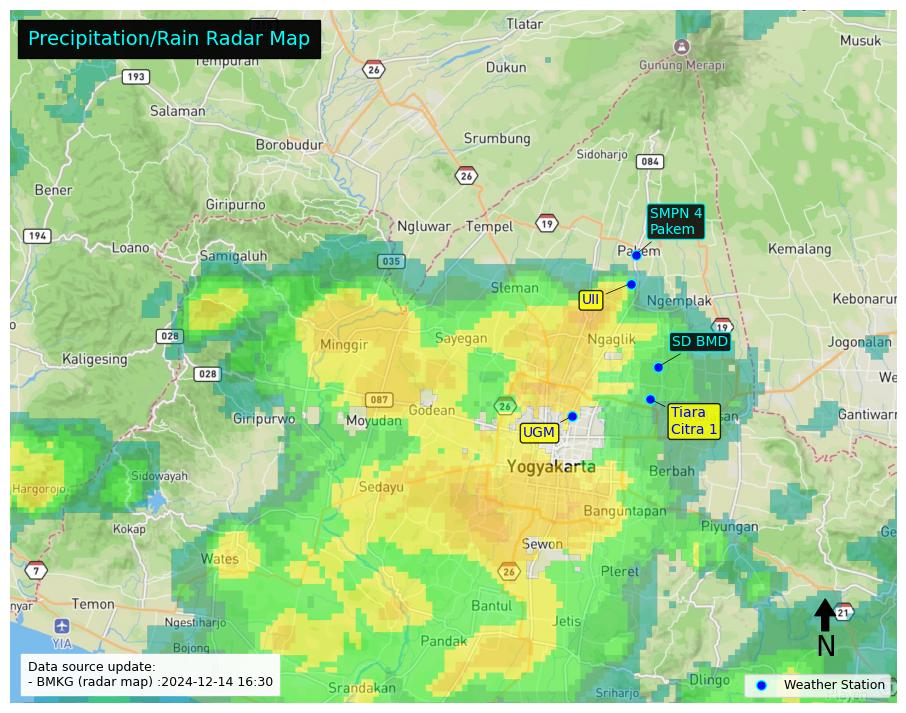 Precipitation/Rain Radar Map
Tlatar
Musuk
26
193
Dukun
Gunung Merapi
Salaman
Srumbung
Borobudur
Sidoharjo
084
26
Bener
Giripurno
SMPN 4
Pakem
19
194
Ngluwar
Tempel
Loano
Samigaluh
035
Pakem
Kemalang
Sleman
UII
Ngemplak
Kebonaru
028
Minggir
Sayegan
Ngaglik
19
SD BMD
Jogonalan
Kaligesing
028
087
Godean
26
Giripurwo
Moyudan
Tiara
Citra 1
Gantiwarn
UGM
Yogyakarta
Berbah
Hargorojo
Sidowayah
Sedayu
Banguntapan
Kokap
Piyungan
Wates
Sewon
7
26
Pleret
Temon
Bantul
Ngestiharjo
Jetis
21
YIA
Bojong
Pandak
N
Data source update:
- BMKG (radar map) :2024-12-14 16:30
Srandakan
Sriharjo
Dlingo
Weather Station